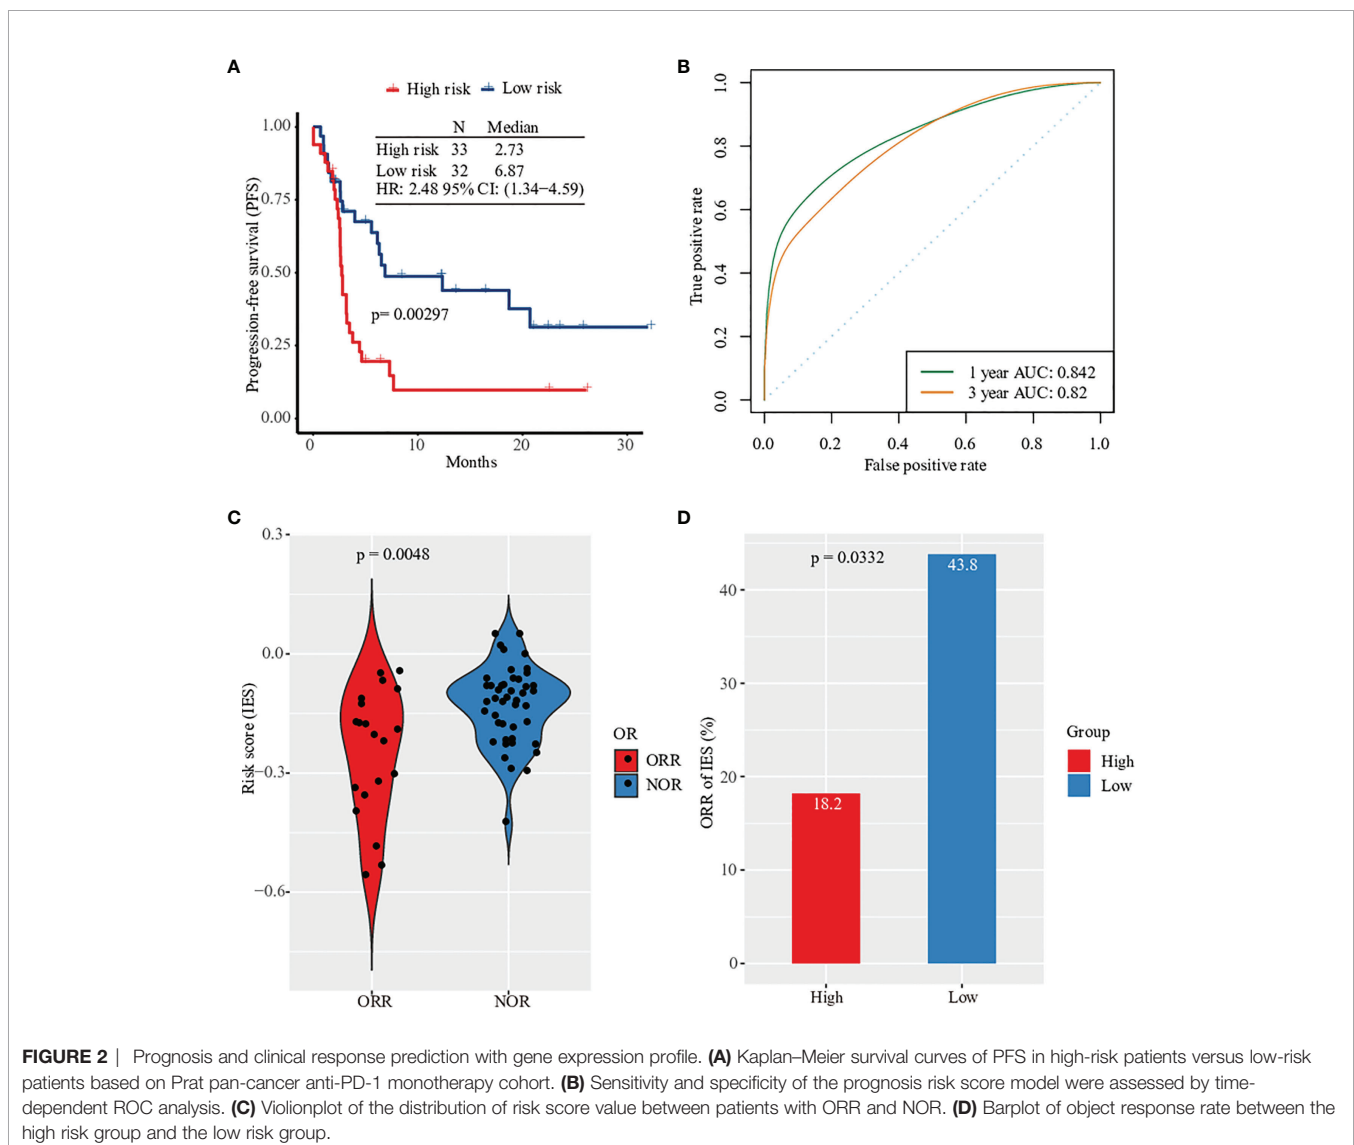 A
High risk Low risk
N Median
High risk 33 2.73
Low risk 32 6.87
HR: 2.48 95% CI: (1.34−4.59)
p= 0.00297
1.00
0.75
0.50
0.25
0.00
Progression-free survival (PFS)
0 10 20 30
Months
B
1.0
0.8
0.6
0.4
0.2
0.0
True positive rate
1 year AUC: 0.842
3 year AUC: 0.82
0.0 0.2 0.4 0.6 0.8 1.0
False positive rate
C
p = 0.0048
0.3
0.0
−0.3
−0.6
Risk score (IES)
ORR NOR
OR
ORR
NOR
D
p = 0.0332
43.8
18.2
40
30
20
10
0
ORR of IES (%)
High Low
Group
High
Low
FIGURE 2 | Prognosis and clinical response prediction with gene expression profile. (A) Kaplan–Meier survival curves of PFS in high-risk patients versus low-risk
patients based on Prat pan-cancer anti-PD-1 monotherapy cohort. (B) Sensitivity and specificity of the prognosis risk score model were assessed by time-
dependent ROC analysis. (C) Violionplot of the distribution of risk score value between patients with ORR and NOR. (D) Barplot of object response rate between the
high risk group and the low risk group.